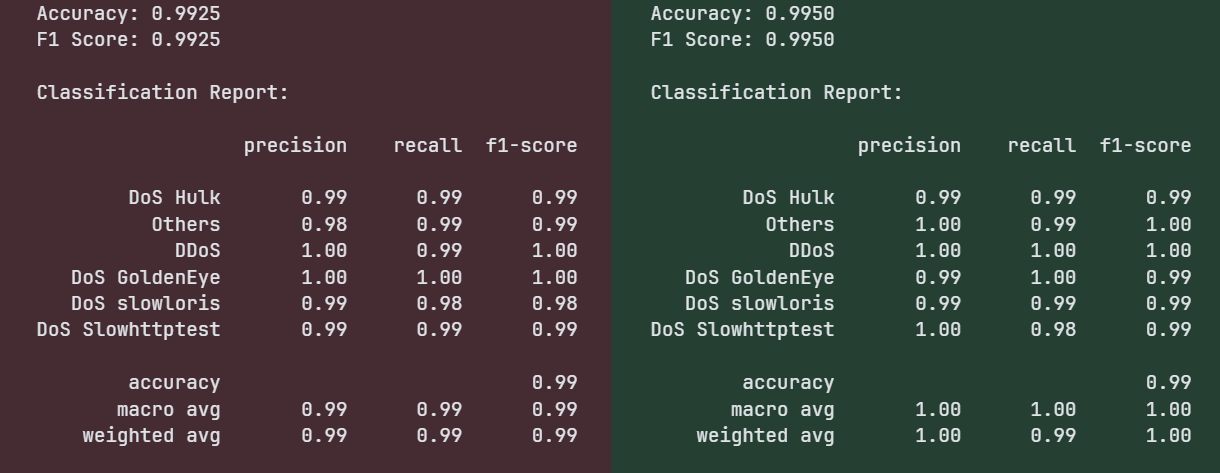 Accuracy: 0.9925
F1 Score: 0.9925
Classification Report:
precision recall f1-score
DoS Hulk 0.99 0.99 0.99
Others 0.98 0.99 0.99
DDoS 1.00 0.99 1.00
DoS GoldenEye 1.00 1.00 1.00
DoS slowloris 0.99 0.98 0.98
DoS Slowhttptest 0.99 0.99 0.99
accuracy 0.99
macro avg 0.99 0.99 0.99
weighted avg 0.99 0.99 0.99
Accuracy: 0.9950
F1 Score: 0.9950
Classification Report:
precision recall f1-score
DoS Hulk 0.99 0.99 0.99
Others 1.00 0.99 1.00
DDoS 1.00 1.00 1.00
DoS GoldenEye 0.99 1.00 0.99
DoS slowloris 0.99 0.99 0.99
DoS Slowhttptest 1.00 0.98 0.99
accuracy 0.99
macro avg 1.00 1.00 1.00
weighted avg 1.00 0.99 1.00